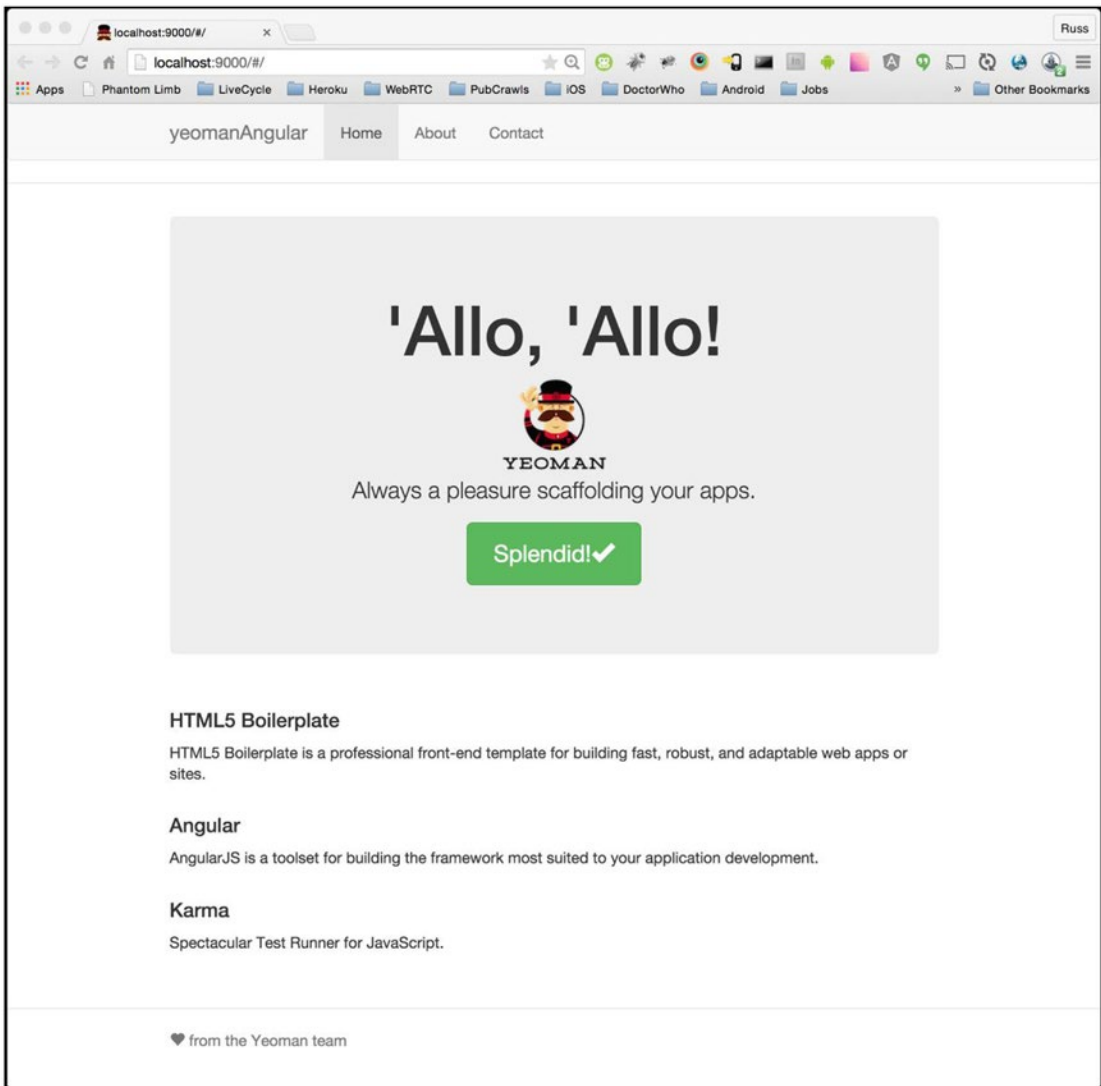 localhost:9000/#/
Russ
localhost:9000/#/
Apps Phantom Limb LiveCycle Heroku WebRTC PubCrawls iOS DoctorWho Android Jobs » Other Bookmarks
yeomanAngular Home About Contact
'Allo, 'Allo!
YEOMAN
Always a pleasure scaffolding your apps.
Splendid!✔
HTML5 Boilerplate
HTML5 Boilerplate is a professional front-end template for building fast, robust, and adaptable web apps or
sites.
Angular
AngularJS is a toolset for building the framework most suited to your application development.
Karma
Spectacular Test Runner for JavaScript.
♥ from the Yeoman team